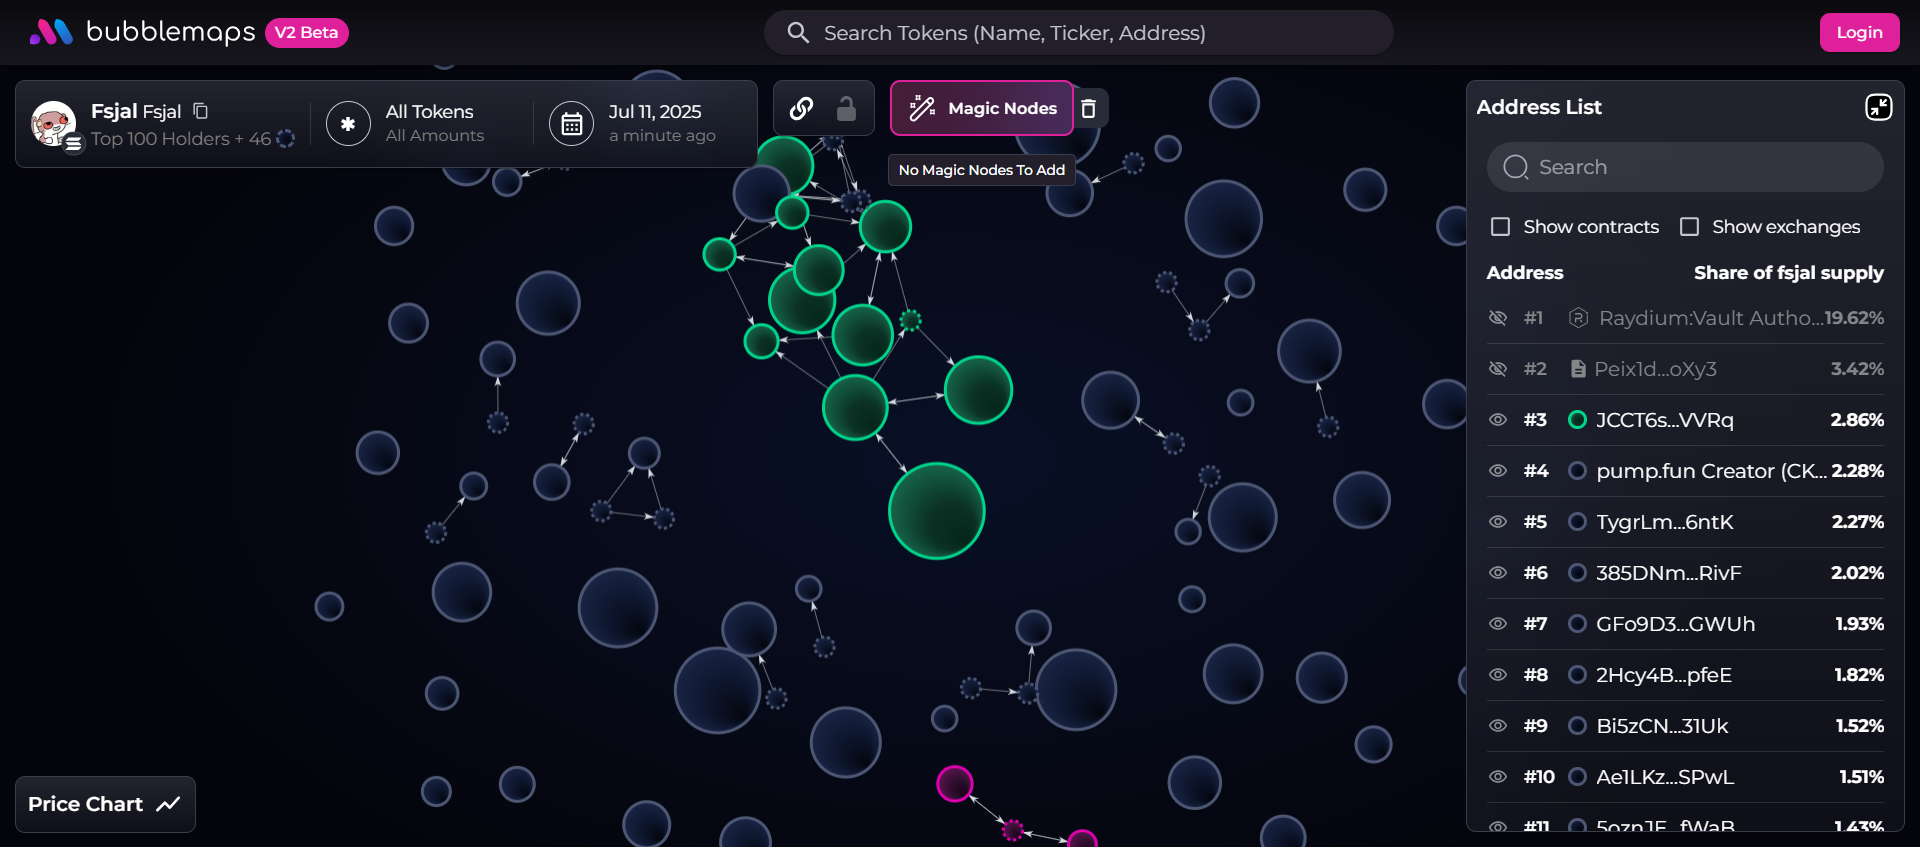 bubblemaps V2 Beta
Search Tokens (Name, Ticker, Address)
Login
Fsjal Fsjal
Top 100 Holders + 46
All Tokens
All Amounts
Jul 11, 2025
a minute ago
Magic Nodes
No Magic Nodes To Add
Address List
Search
Show contracts Show exchanges
Address Share of fsjal supply
#1 Raydium:Vault Autho...19.62%
#2 Peix1d...oXy3 3.42%
#3 JCCT6s...VVRq 2.86%
#4 pump.fun Creator (CK... 2.28%
#5 TygrLm...6ntK 2.27%
#6 385DNm...RivF 2.02%
#7 GFo9D3...GWUh 1.93%
#8 2Hcy4B...pfeE 1.82%
#9 Bi5zCN...31Uk 1.52%
#10 Ae1LKz...SPwL 1.51%
#11 1.43%
Price Chart